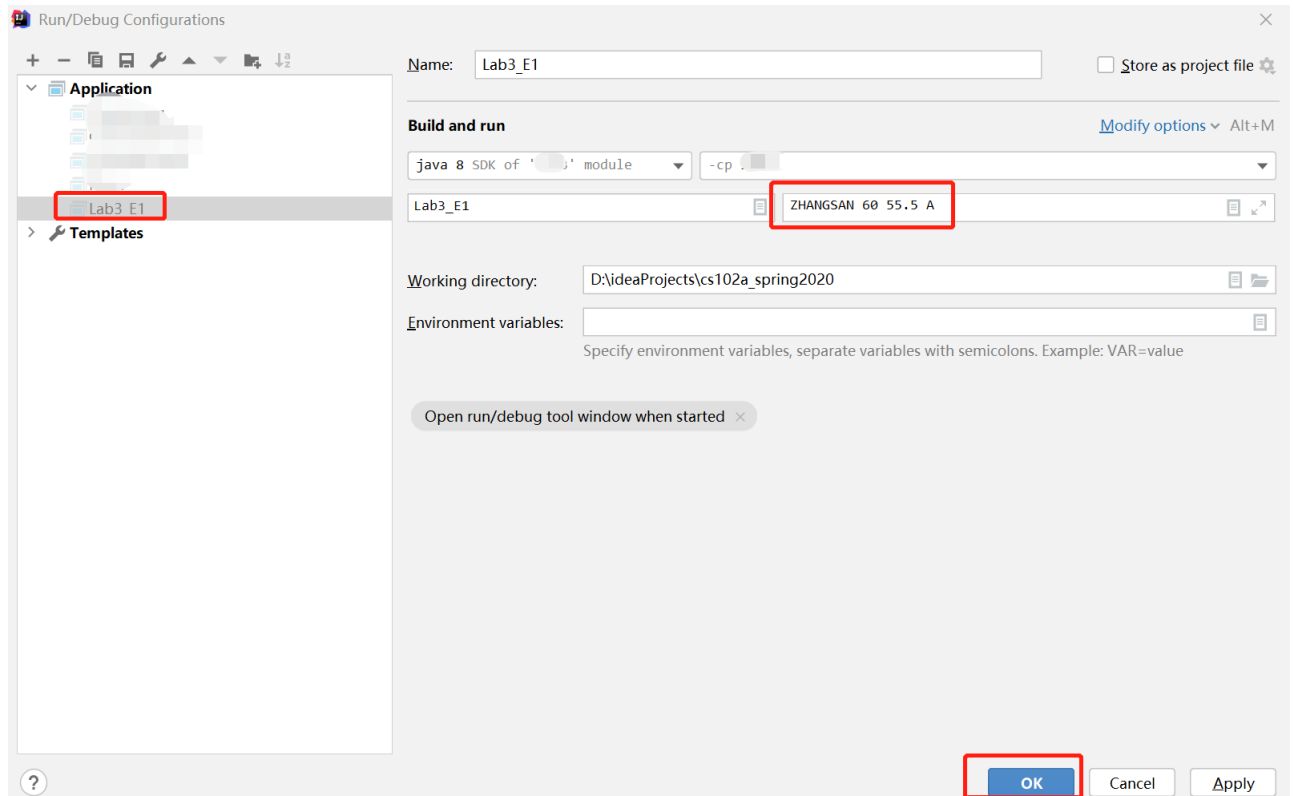 Run/Debug Configurations
Name: Lab3_E1 Store as project file
Application
Build and run Modify options Alt+M
java 8 SDK of ' ' module -cp
Lab3_E1
Lab3_E1 ZHANGSAN 60 55.5 A
Templates
Working directory: D:\ideaProjects\cs102a_spring2020
Environment variables:
Specify environment variables, separate variables with semicolons. Example: VAR=value
Open run/debug tool window when started
? OK Cancel Apply